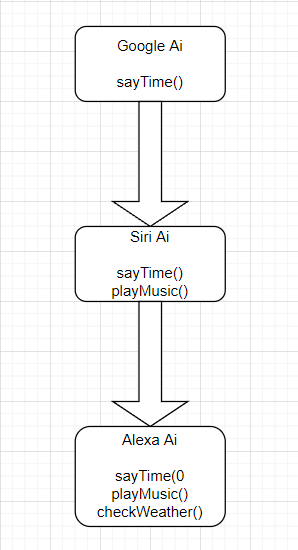 Google Ai
sayTime()
Siri Ai
sayTime()
playMusic()
Alexa Ai
sayTime(0
playMusic()
checkWeather()